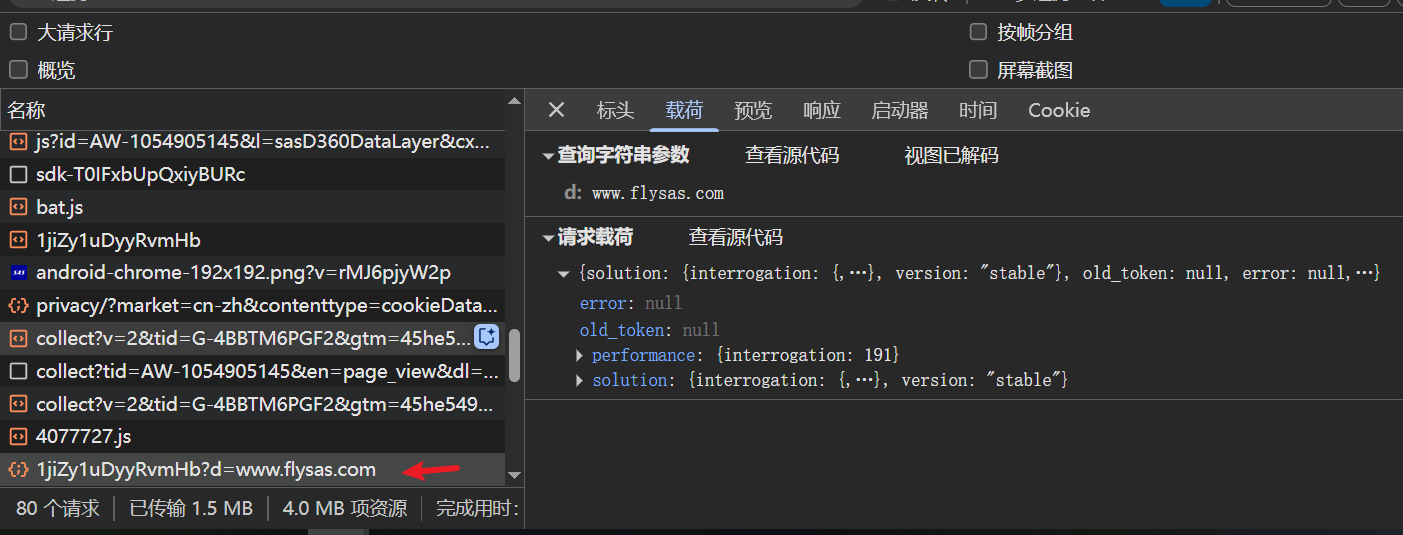 大请求行
按帧分组
概览
屏幕截图
名称
标头 载荷 预览 响应 启动器 时间 Cookie
js?id=AW-1054905145&l=sasD360DataLayer&cx...
sdk-T0IFxbUpQxiyBURc
bat.js
1jiZy1uDyyRvmHb
android-chrome-192x192.png?v=rMJ6pjyW2p
privacy/?market=cn-zh&contenttype=cookieData...
collect?v=2&tid=G-4BBTM6PGF2&gtm=45he5...
collect?tid=AW-1054905145&en=page_view&dl=...
collect?v=2&tid=G-4BBTM6PGF2&gtm=45he549...
4077727.js
1jiZy1uDyyRvmHb?d=www.flysas.com
80 个请求 已传输 1.5 MB 4.0 MB 项资源 完成用时:
查询字符串参数 查看源代码 视图已解码
d: www.flysas.com
请求载荷 查看源代码
{solution: {interrogation: {,…}, version: "stable"}, old_token: null, error: null,…}
error: null
old_token: null
performance: {interrogation: 191}
solution: {interrogation: {,…}, version: "stable"}